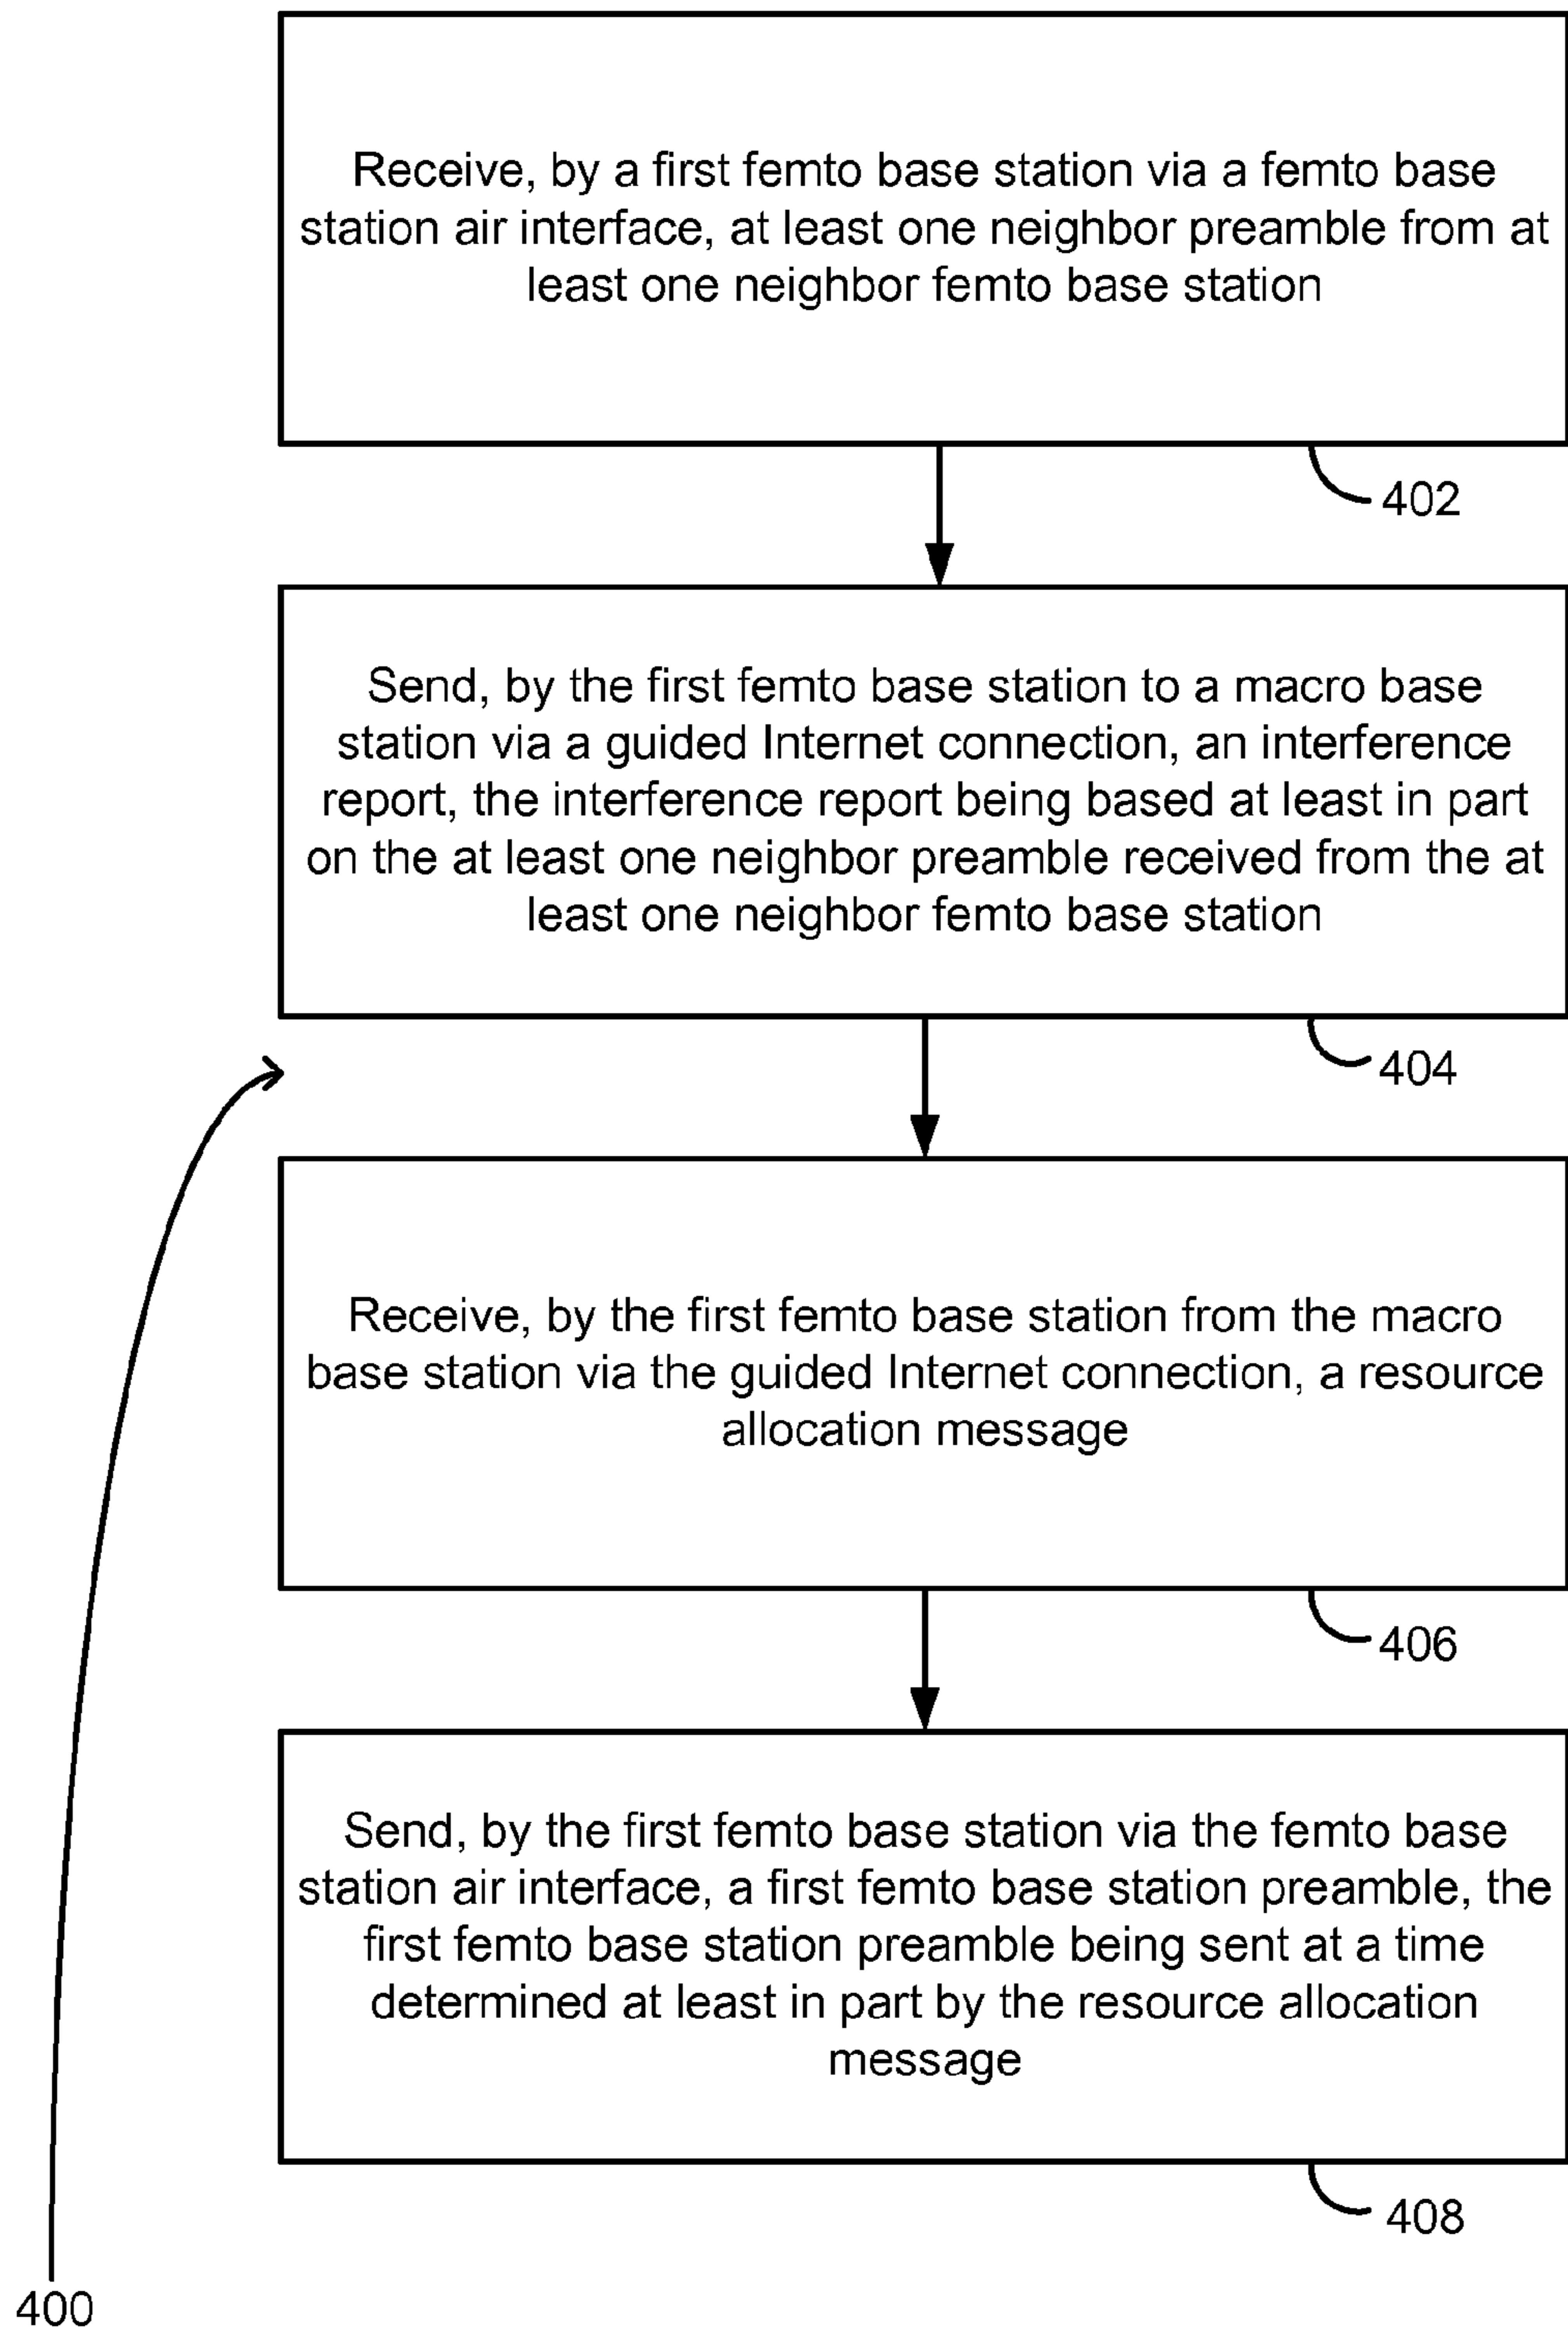 Receive, by a first femto base station via a femto base
station air interface, at least one neighbor preamble from at
least one neighbor femto base station
402
Send, by the first femto base station to a macro base
station via a guided Internet connection, an interference
report, the interference report being based at least in part
on the at least one neighbor preamble received from the at
least one neighbor femto base station
404
Receive, by the first femto base station from the macro
base station via the guided Internet connection, a resource
allocation message
406
Send, by the first femto base station via the femto base
station air interface, a first femto base station preamble, the
first femto base station preamble being sent at a time
determined at least in part by the resource allocation
message
408
400